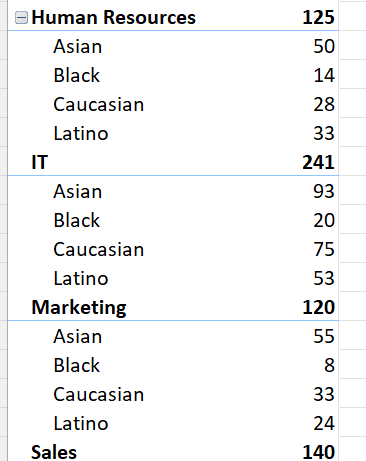 Human Resources 125
Asian 50
Black 14
Caucasian 28
Latino 33
IT 241
Asian 93
Black 20
Caucasian 75
Latino 53
Marketing 120
Asian 55
Black 8
Caucasian 33
Latino 24
Sales 140